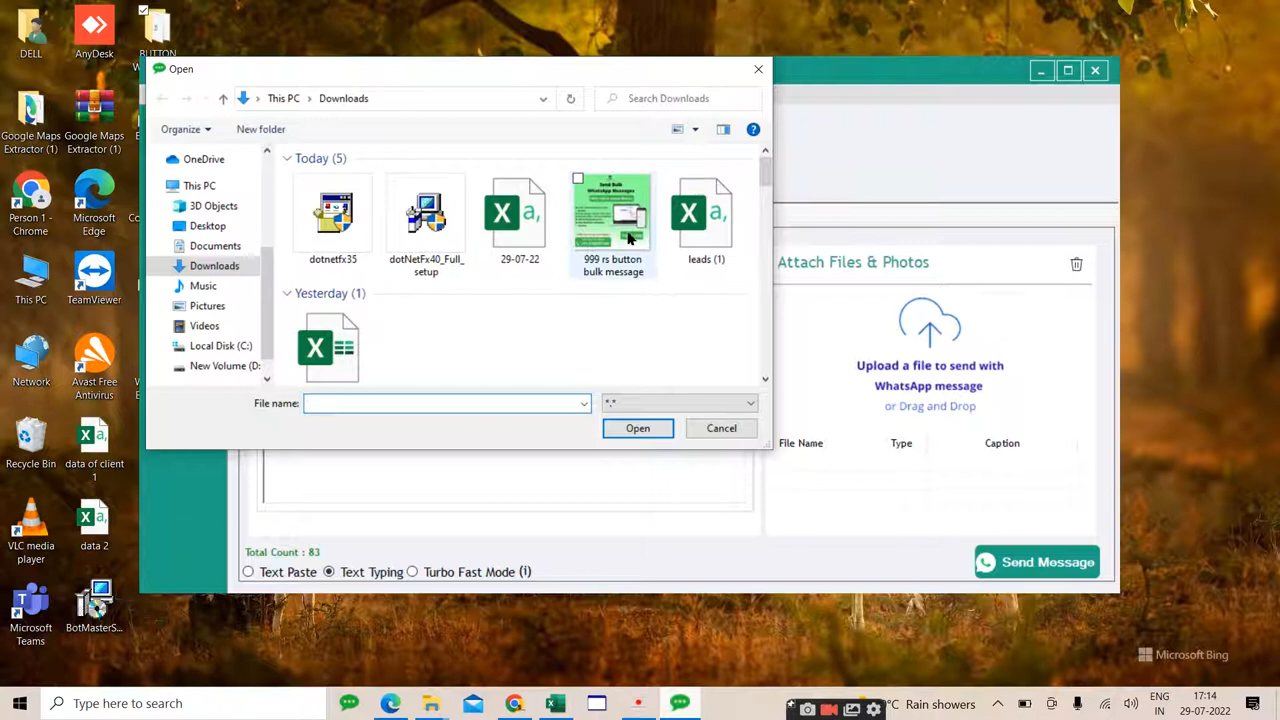 DELL
AnyDesk
BUTTON
Google Maps
Extractor (1)
Google Maps
Extractor (1)
Person 1 -
Chrome
Microsoft
Edge
This PC
TeamViewer
Network
Avast Free
Antivirus
Recycle Bin
data of client
1
VLC media
player
data 2
Microsoft
Teams
BotMasterS...
Open
This PC > Downloads
Search Downloads
Organize
New folder
OneDrive
This PC
3D Objects
Desktop
Documents
Downloads
Music
Pictures
Videos
Local Disk (C:)
New Volume (D:
Today (5)
Send Bulk
WhatsApp Messages
dotnetfx35
dotNetFx40_Full_
setup
29-07-22
999 rs button
bulk message
leads (1)
Yesterday (1)
File name:
*.*
Open
Cancel
Attach Files & Photos
Upload a file to send with
WhatsApp message
or Drag and Drop
File Name
Type
Caption
Total Count : 83
Text Paste
Text Typing
Turbo Fast Mode (i)
Send Message
Microsoft Bing
Type here to search
°C Rain showers
ENG
IN
17:14
29-07-2022